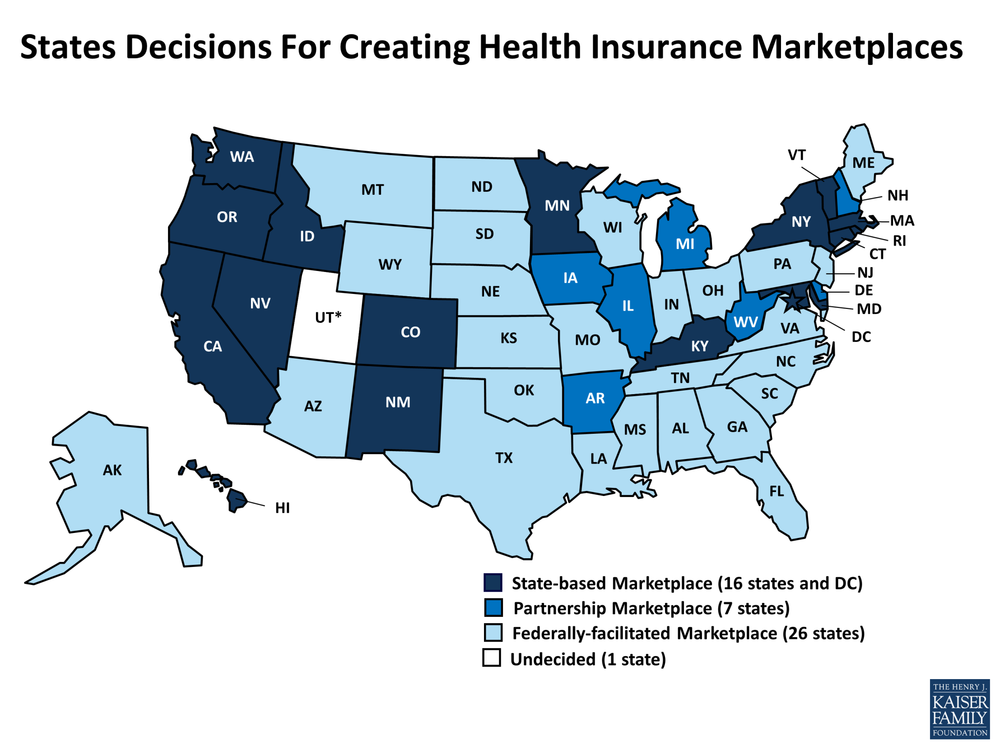 States Decisions For Creating Health Insurance Marketplaces
VT
ME
WA
MT
ND
MN
NH
OR
ID
SD
WI
NY
MA
MI
RI
CT
WY
PA
IA
NJ
NE
OH
DE
NV
UT*
IL
IN
MD
WV
CO
VA
DC
CA
KS
MO
KY
NC
TN
OK
AZ
NM
AR
SC
MS
AL
GA
TX
LA
AK
FL
HI
State-based Marketplace (16 states and DC)
Partnership Marketplace (7 states)
Federally-facilitated Marketplace (26 states)
Undecided (1 state)
THE HENRY J.
KAISER
FAMILY
FOUNDATION